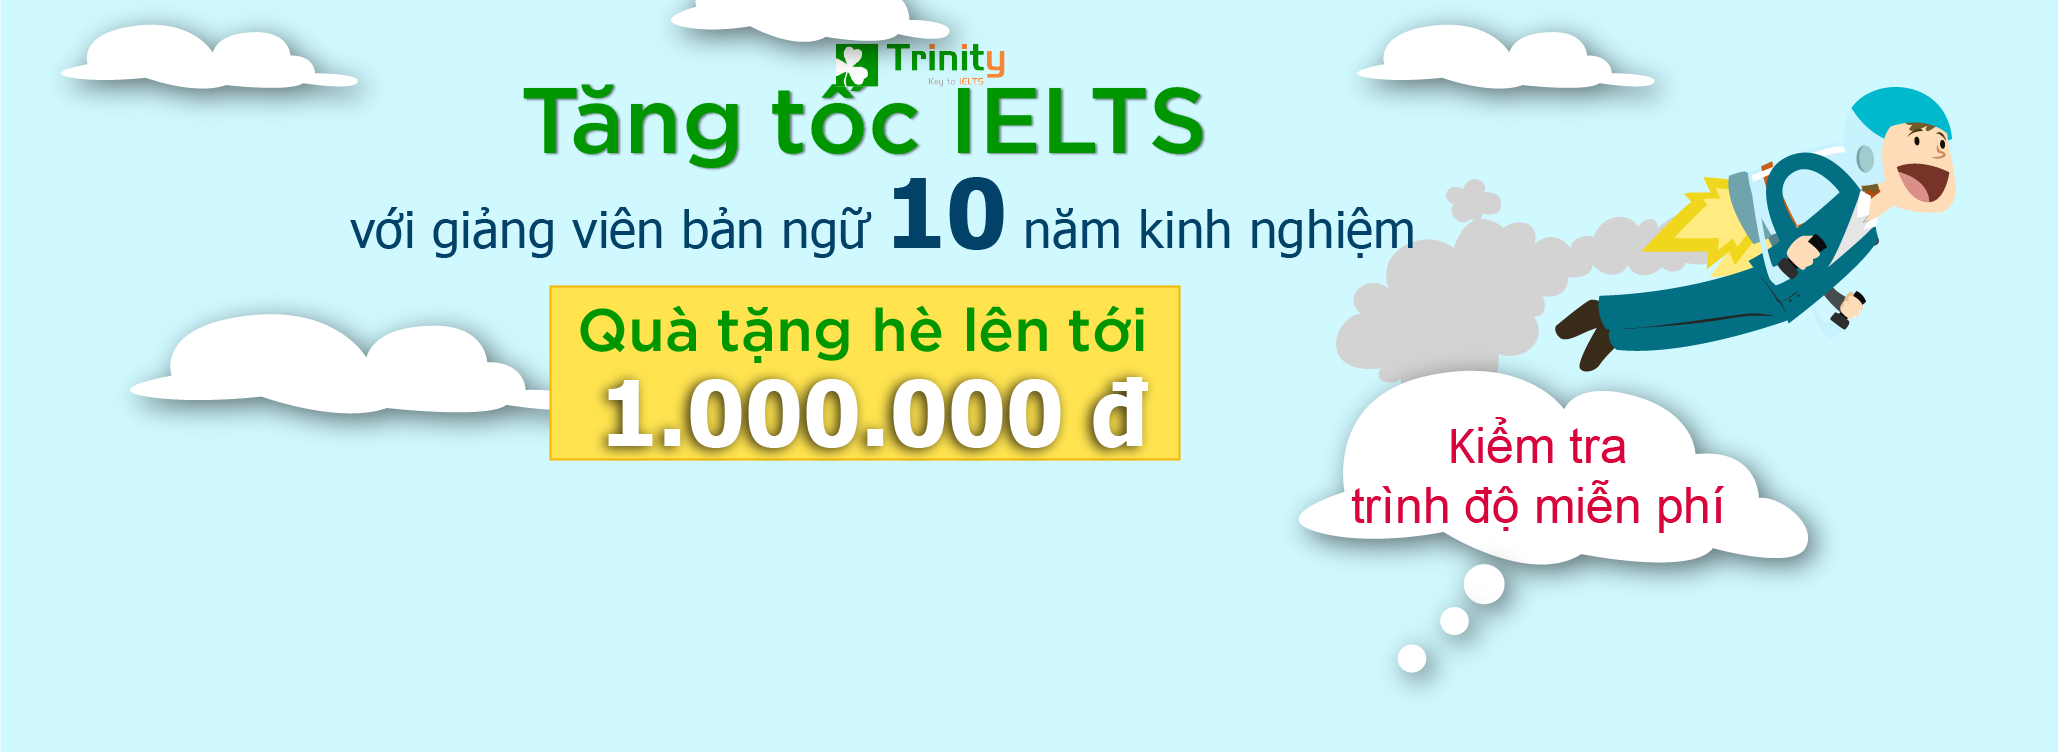 Trinity
Key to IELTS
Tăng tốc IELTS
với giảng viên bản ngữ 10 năm kinh nghiệm
Quà tặng hè lên tới
1.000.000 đ
Kiểm tra
trình độ miễn phí